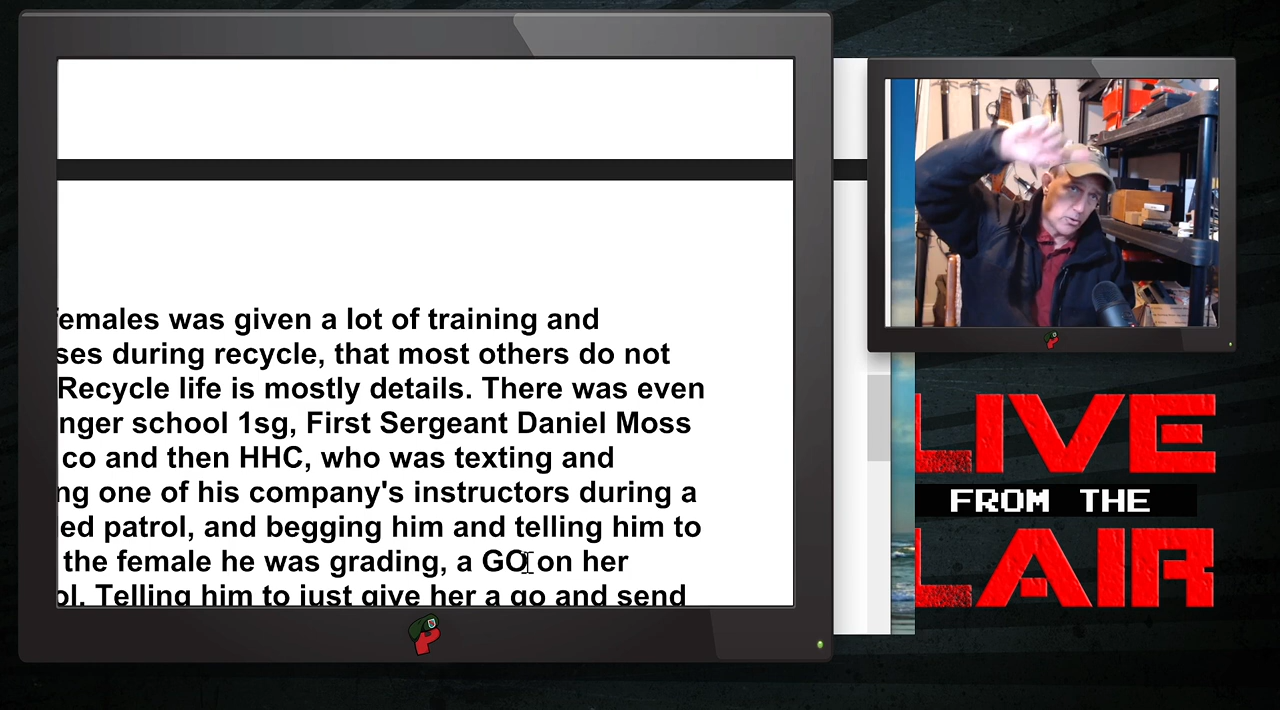 females was given a lot of training and
ses during recycle, that most others do not
Recycle life is mostly details. There was even
nger school 1sg, First Sergeant Daniel Moss
co and then HHC, who was texting and
ng one of his company's instructors during a
ied patrol, and begging him and telling him to
the female he was grading, a GO on her
ol. Telling him to just give her a go and send
LIVE
FROM THE
LAIR